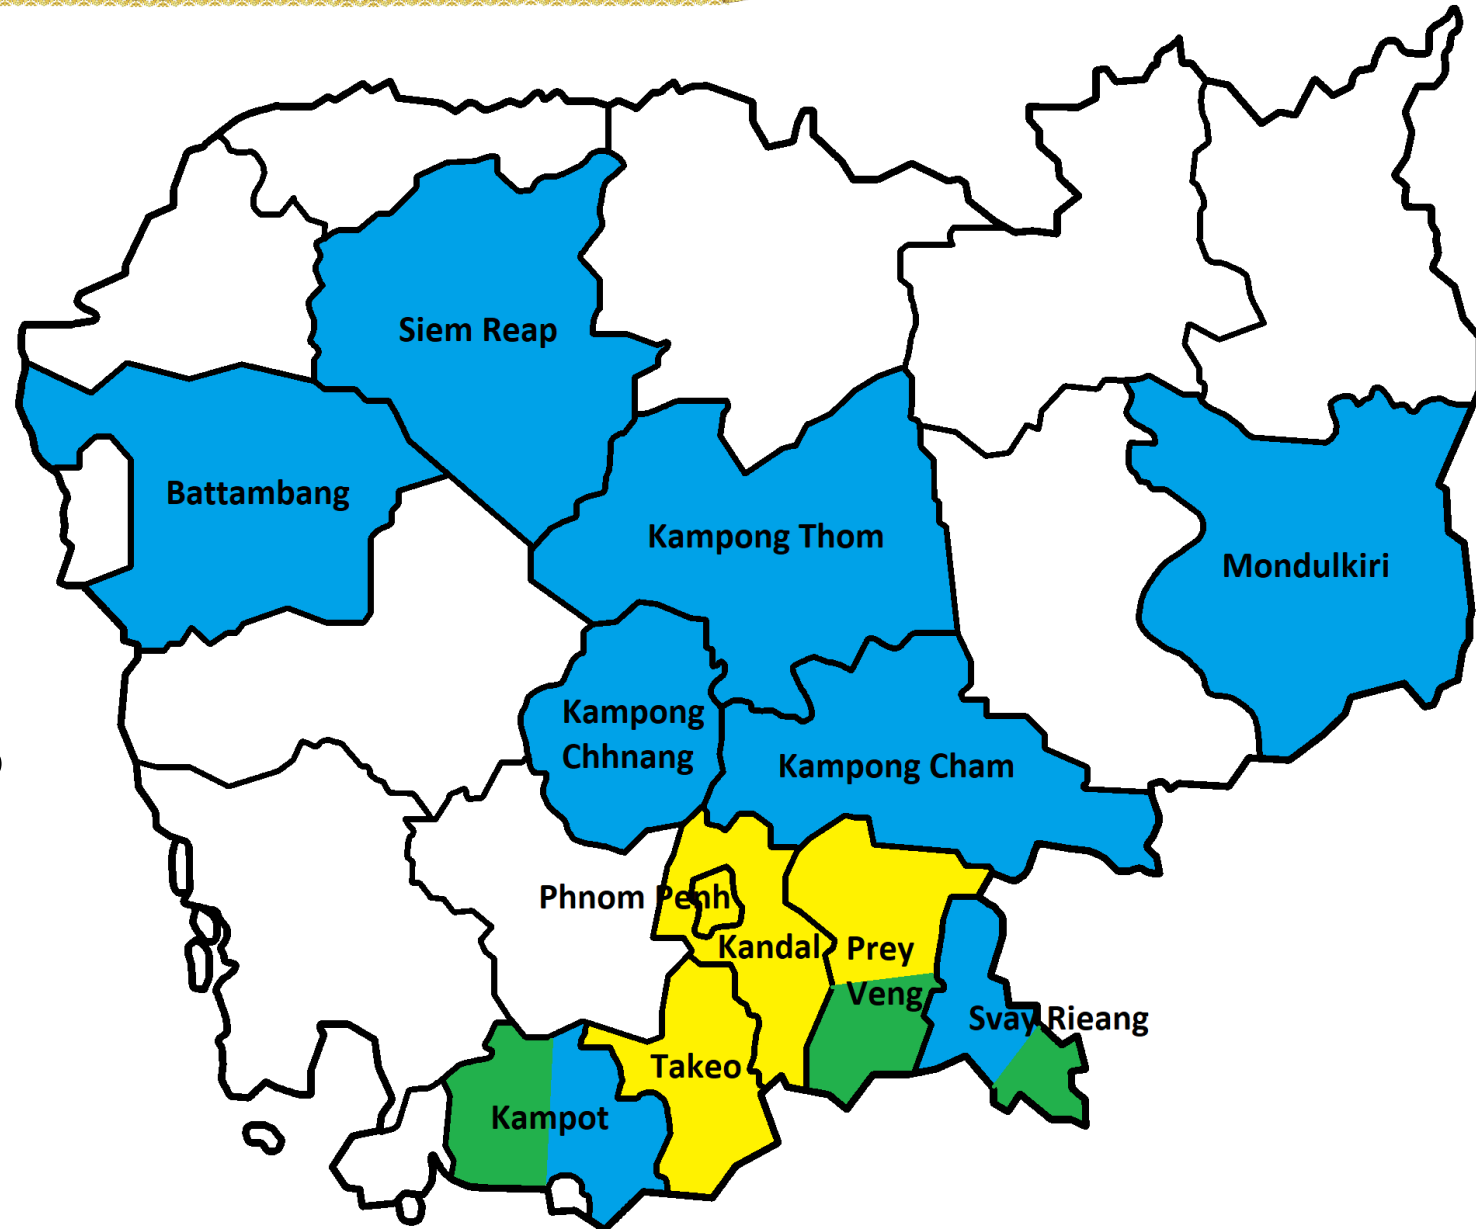 Siem Reap
Battambang
Kampong Thom
Mondulkiri
Kampong
Chhnang
Kampong Cham
Phnom Penh
Kandal
Prey
Veng
Svay Rieang
Takeo
Kampot